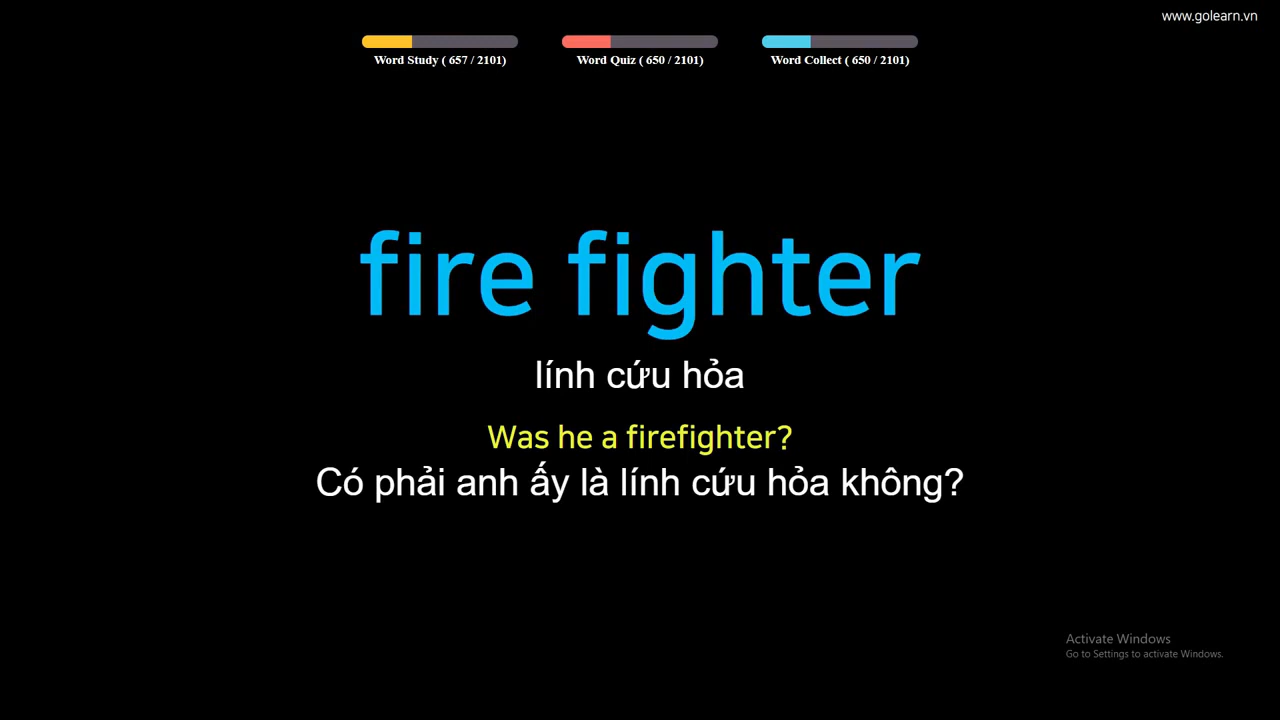 www.golearn.vn
Word Study ( 657 / 2101)
Word Quiz ( 650 / 2101)
Word Collect ( 650 / 2101)
fire fighter
lính cứu hỏa
Was he a firefighter?
Có phải anh ấy là lính cứu hỏa không?
Activate Windows
Go to Settings to activate Windows.